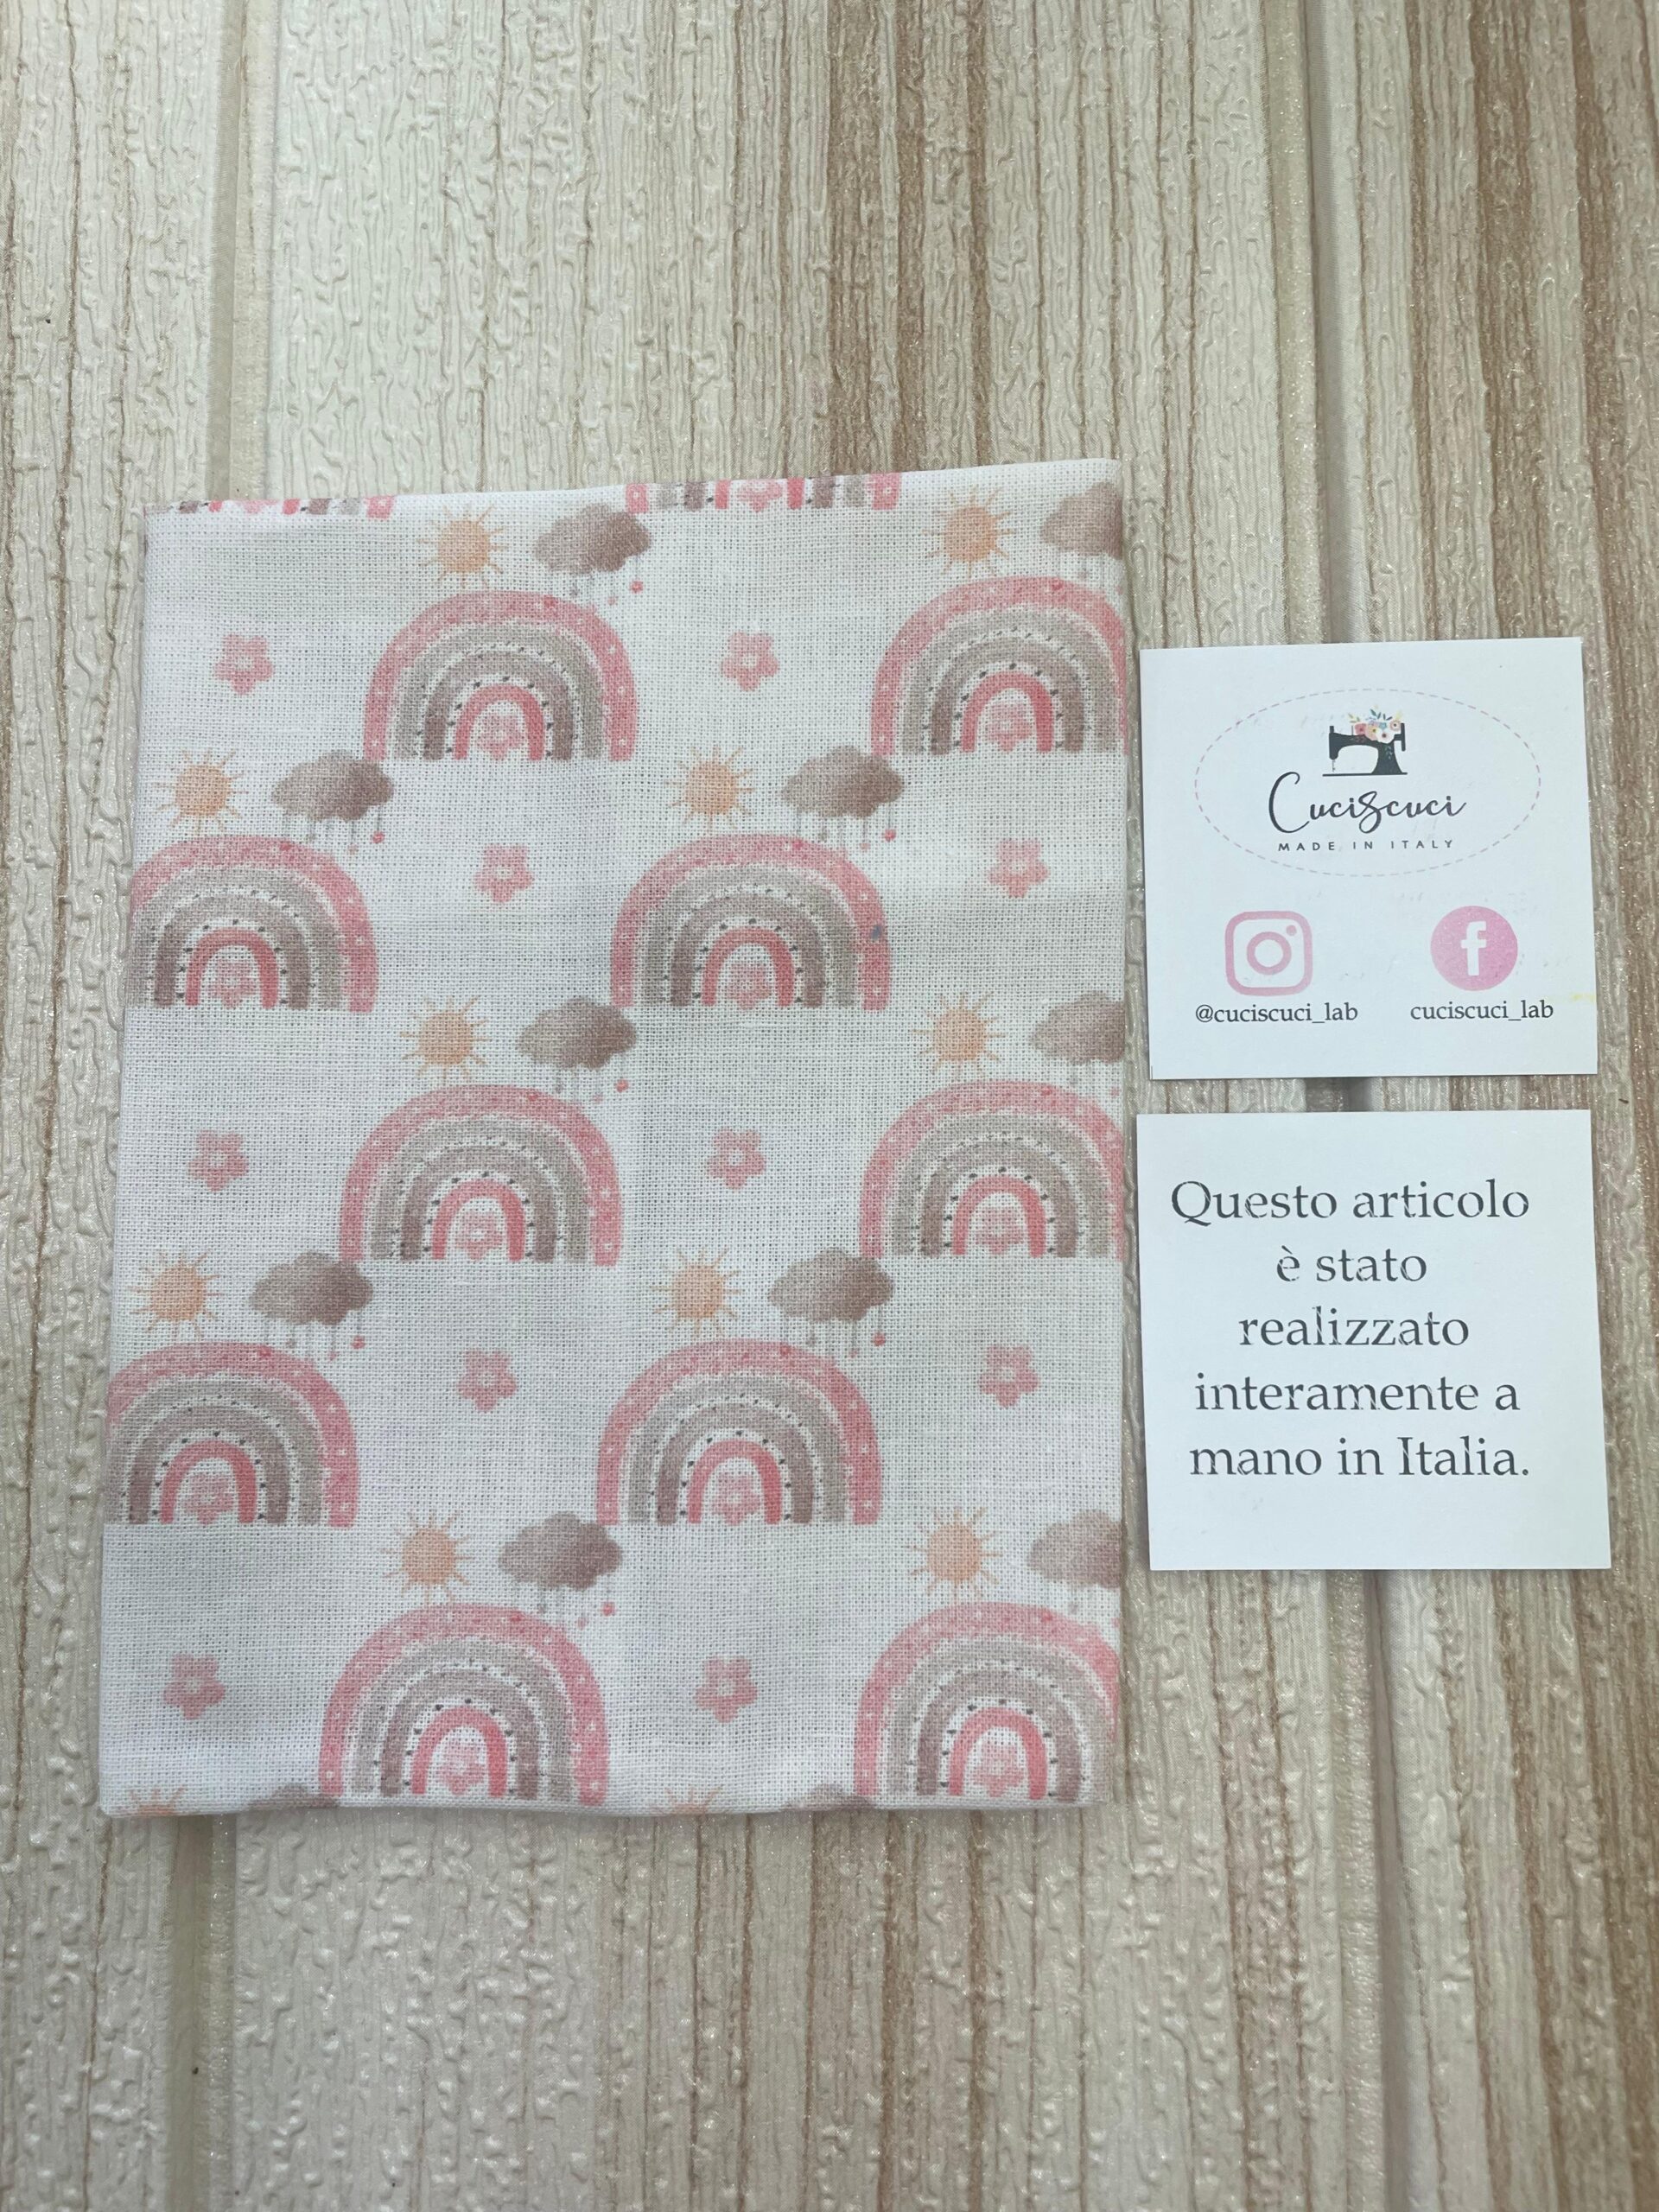 Cuciscuci
MADE IN ITALY
@cuciscuci_lab
cuciscuci_lab
Questo articolo
è stato
realizzato
interamente a
mano in Italia.